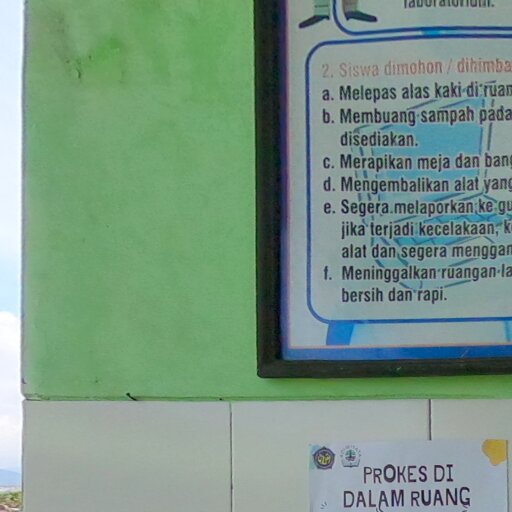 laboratorium.
2. Siswa dimohon / dihimba
a. Melepas alas kaki di ruan
b. Membuang sampah pada
disediakan.
c. Merapikan meja dan bang
d. Mengembalikan alat yang
e. Segera melaporkan ke gu
jika terjadi kecelakaan, k
alat dan segera menggan
f. Meninggalkan ruangan la
bersih dan rapi.
PROKES DI
DALAM RUANG